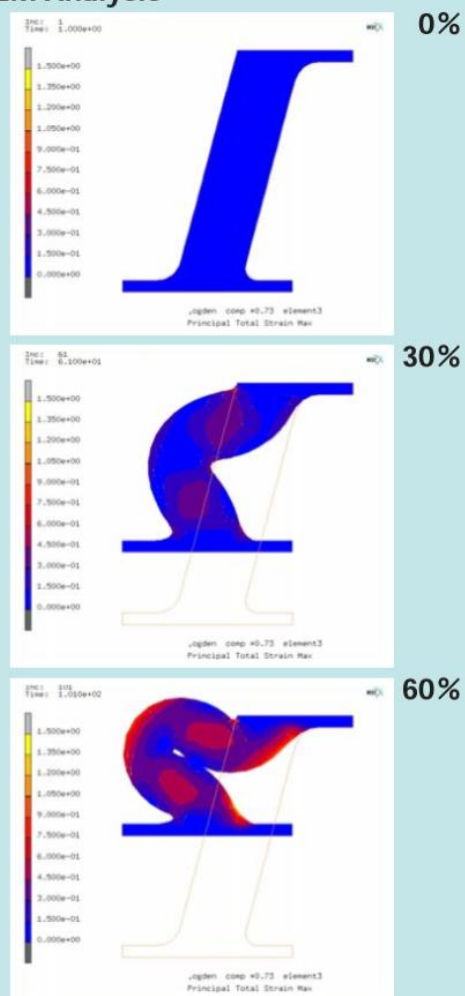 Analysis
0%
Inc: 1
Time: 1.000e+00
1.500e+00
1.350e+00
1.200e+00
1.050e+00
9.000e-01
7.500e-01
6.000e-01
4.500e-01
3.000e-01
1.500e-01
0.000e+00
,ogden comp *0.73 element3
Principal Total Strain Max
30%
Inc: 61
Time: 6.100e+01
1.500e+00
1.350e+00
1.200e+00
1.050e+00
9.000e-01
7.500e-01
6.000e-01
4.500e-01
3.000e-01
1.500e-01
0.000e+00
,ogden comp *0.73 element3
Principal Total Strain Max
60%
Inc: 101
Time: 1.010e+02
1.500e+00
1.350e+00
1.200e+00
1.050e+00
9.000e-01
7.500e-01
6.000e-01
4.500e-01
3.000e-01
1.500e-01
0.000e+00
,ogden comp *0.73 element3
Principal Total Strain Max